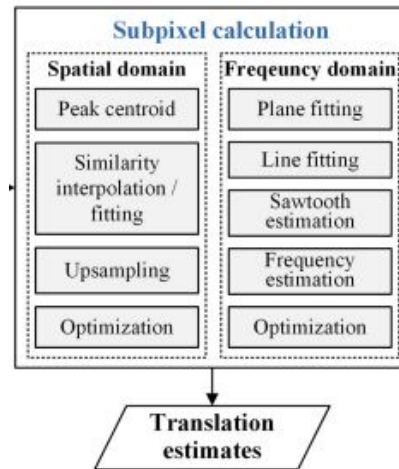 Subpixel calculation
Spatial domain
Peak centroid
Similarity
interpolation /
fitting
Upsampling
Optimization
Freqeuncy domain
Plane fitting
Line fitting
Sawtooth
estimation
Frequency
estimation
Optimization
Translation
estimates